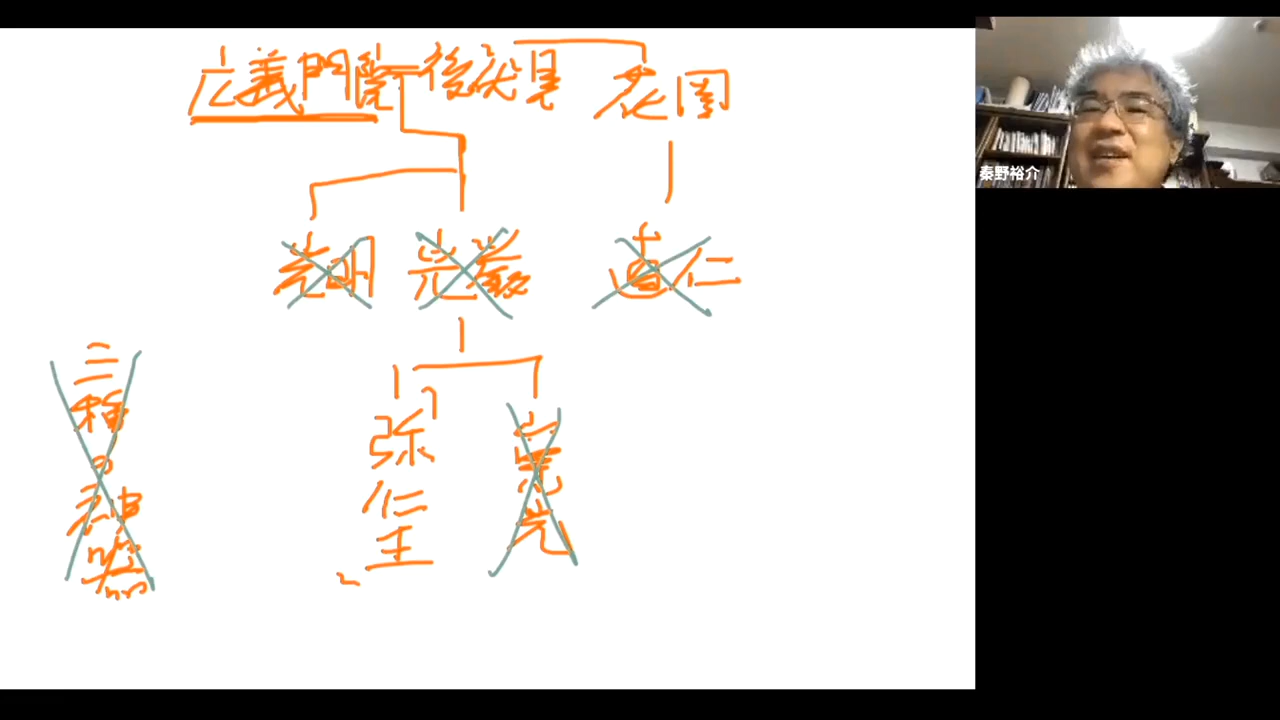 広義門院 後伏見 花園
光明 光厳 直仁
三種の神器
弥仁王
崇光
秦野裕介